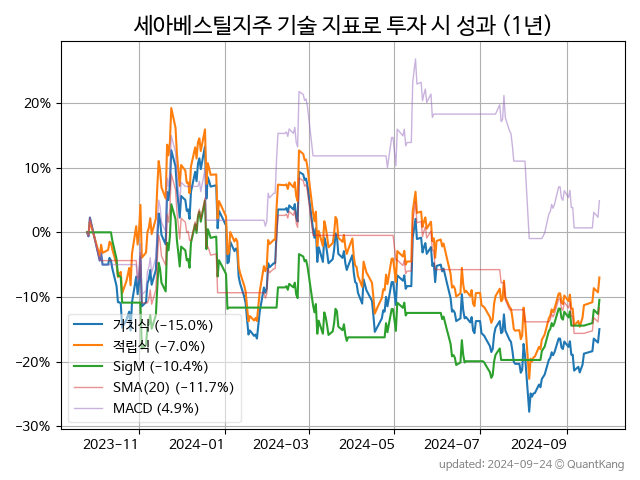 세아베스틸지주 기술 지표로 투자 시 성과 (1년)
20%
10%
0%
−10%
−20%
−30%
거치식 (−15.0%)
적립식 (−7.0%)
SigM (−10.4%)
SMA(20) (−11.7%)
MACD (4.9%)
2023−11 2024−01 2024−03 2024−05 2024−07 2024−09
updated: 2024−09−24 © QuantKang